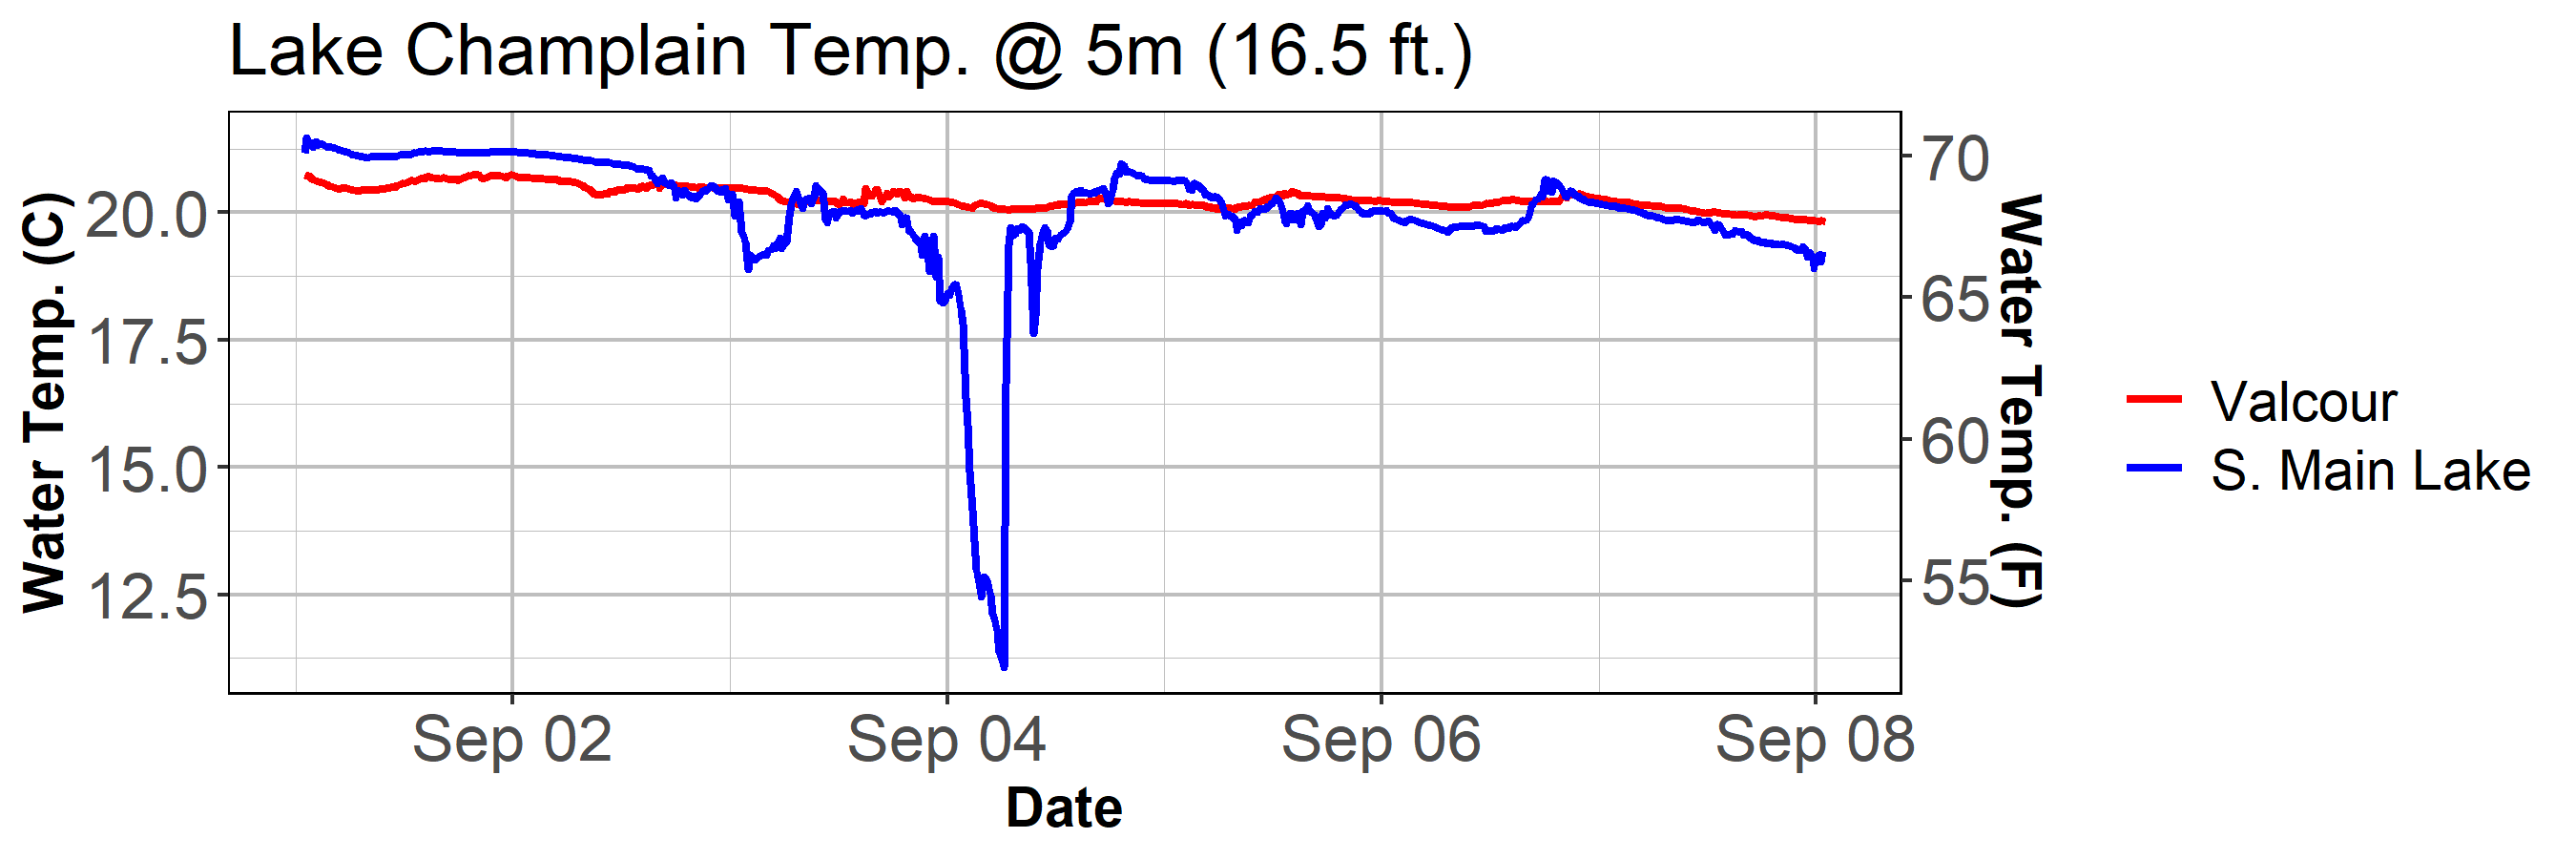 Lake Champlain Temp. @ 5m (16.5 ft.)
Water Temp. (C)
20.0
17.5
15.0
12.5
70
65
60
55
Water Temp. (F)
Sep 02
Sep 04
Sep 06
Sep 08
Date
Valcour
S. Main Lake